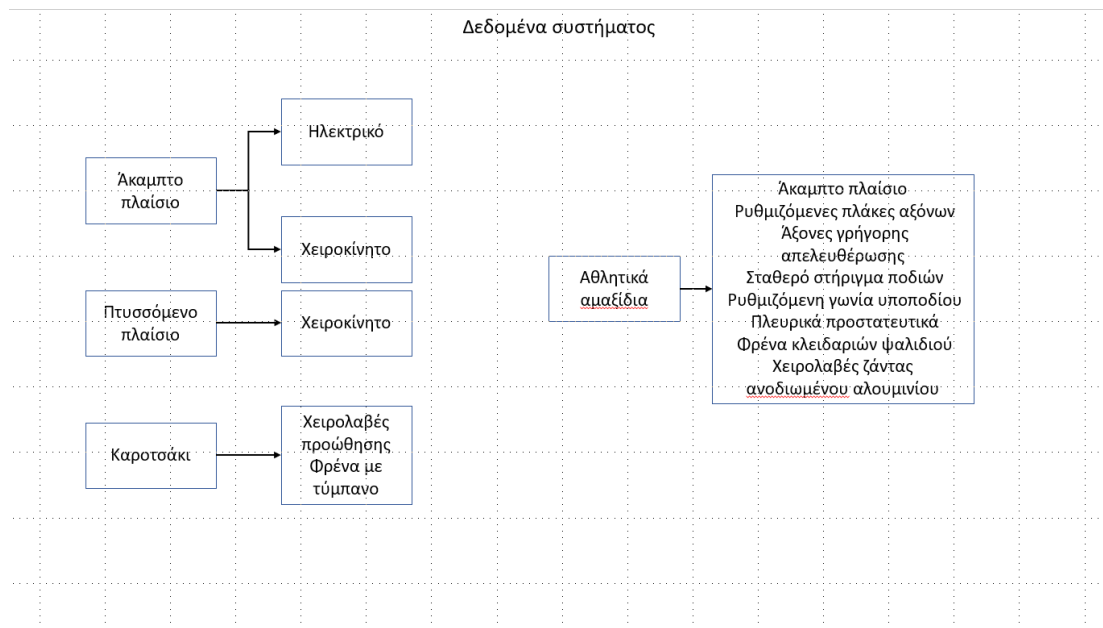 Δεδομένα συστήματος
Ηλεκτρικό
Άκαμπτο
πλαίσιο
Χειροκίνητο
Πτυσσόμενο
πλαίσιο
Χειροκίνητο
Καροτσάκι
Χειρολαβές
προώθησης
Φρένα με
τύμπανο
Αθλητικά
αμαξίδια
Άκαμπτο πλαίσιο
Ρυθμιζόμενες πλάκες αξόνων
Άξονες γρήγορης
απελευθέρωσης
Σταθερό στήριγμα ποδιών
Ρυθμιζόμενη γωνία υποποδίου
Πλευρικά προστατευτικά
Φρένα κλειδαριών ψαλιδιού
Χειρολαβές ζάντας
ανοδιωμένου αλουμινίου